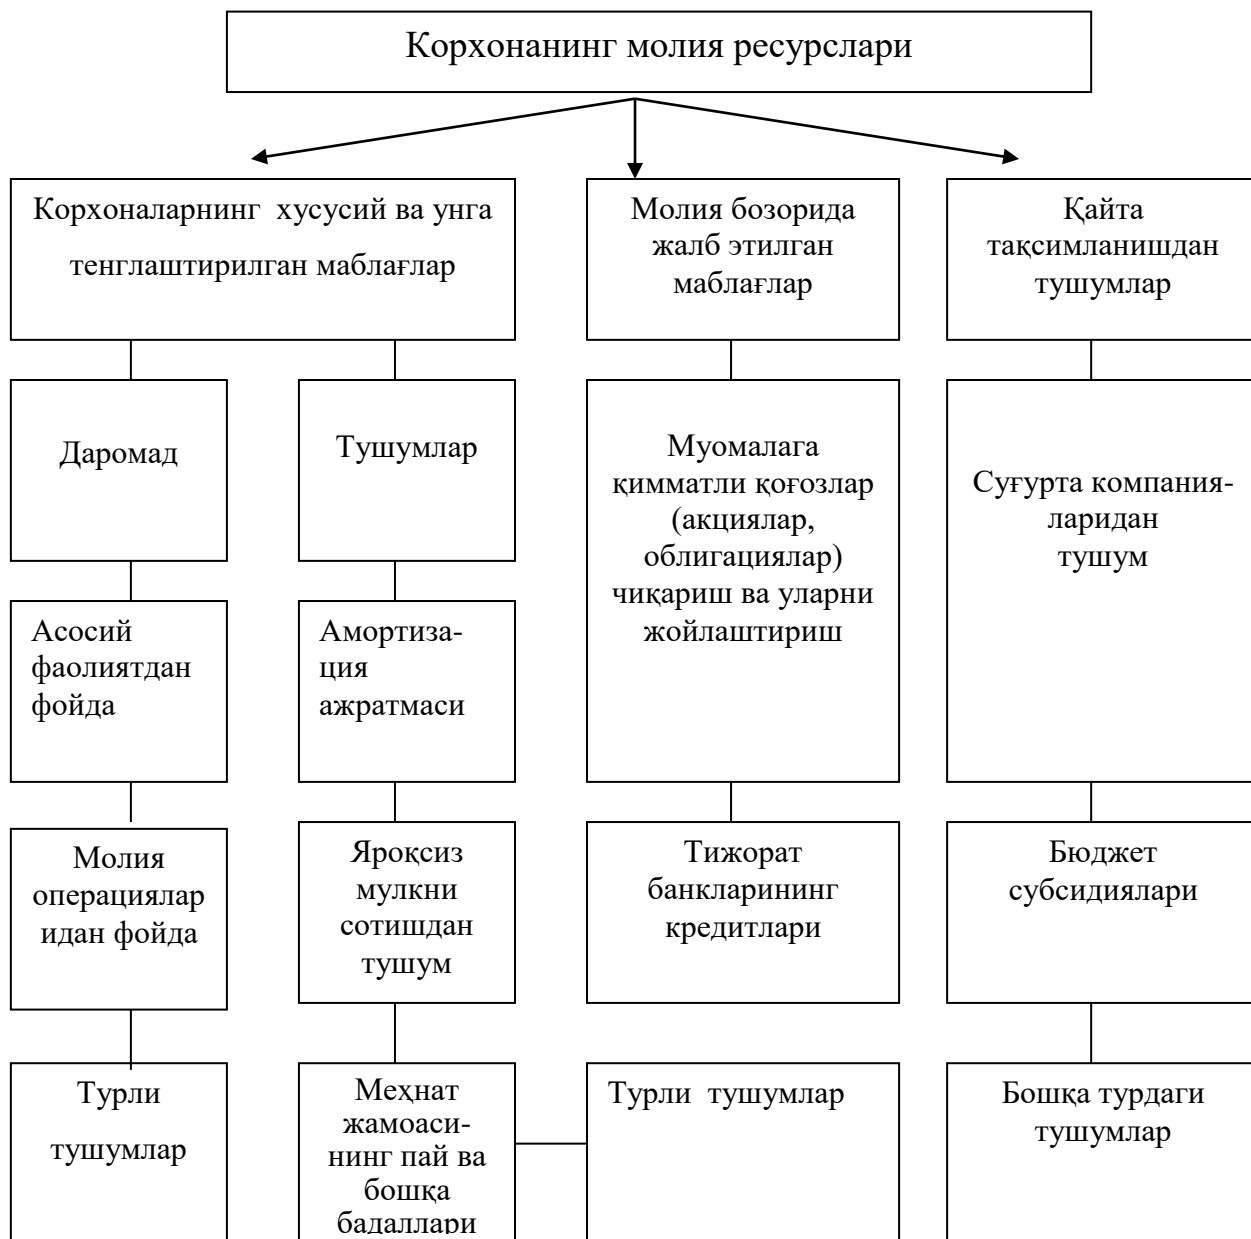 Корхонанинг молия ресурслари
Корхоналарнинг хусусий ва унга
тенглаштирилган маблағлар
Молия бозорида
жалб этилган
маблағлар
Қайта
тақсимланишдан
тушумлар
Даромад
Тушумлар
Муомалага
қимматли қоғозлар
(акциялар,
облигациялар)
чиқариш ва уларни
жойлаштириш
Суғурта компания-
ларидан
тушум
Асосий
фаолиятдан
фойда
Амортиза-
ция
ажратмаси
Молия
операциялар
идан фойда
Яроқсиз
мулкни
сотишдан
тушум
Тижорат
банкларининг
кредитлари
Бюджет
субсидиялари
Турли
тушумлар
Меҳнат
жамоаси-
нинг пай ва
бошқа
бадаллари
Турли тушумлар
Бошқа турдаги
тушумлар